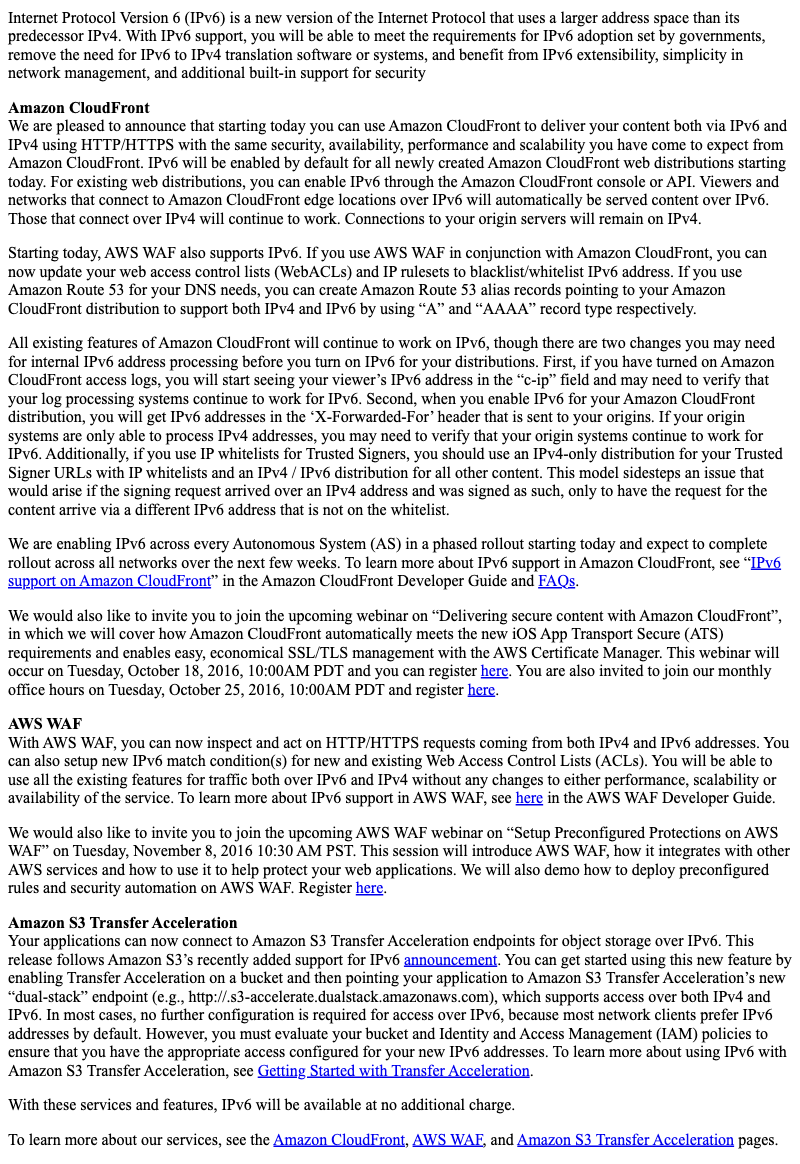 Internet Protocol Version 6 (IPv6) is a new version of the Internet Protocol that uses a larger address space than its
predecessor IPv4. With IPv6 support, you will be able to meet the requirements for IPv6 adoption set by governments,
remove the need for IPv6 to IPv4 translation software or systems, and benefit from IPv6 extensibility, simplicity in
network management, and additional built-in support for security
Amazon CloudFront
We are pleased to announce that starting today you can use Amazon CloudFront to deliver your content both via IPv6 and
IPv4 using HTTP/HTTPS with the same security, availability, performance and scalability you have come to expect from
Amazon CloudFront. IPv6 will be enabled by default for all newly created Amazon CloudFront web distributions starting
today. For existing web distributions, you can enable IPv6 through the Amazon CloudFront console or API. Viewers and
networks that connect to Amazon CloudFront edge locations over IPv6 will automatically be served content over IPv6.
Those that connect over IPv4 will continue to work. Connections to your origin servers will remain on IPv4.
Starting today, AWS WAF also supports IPv6. If you use AWS WAF in conjunction with Amazon CloudFront, you can
now update your web access control lists (WebACLs) and IP rulesets to blacklist/whitelist IPv6 address. If you use
Amazon Route 53 for your DNS needs, you can create Amazon Route 53 alias records pointing to your Amazon
CloudFront distribution to support both IPv4 and IPv6 by using “A” and “AAAA” record type respectively.
All existing features of Amazon CloudFront will continue to work on IPv6, though there are two changes you may need
for internal IPv6 address processing before you turn on IPv6 for your distributions. First, if you have turned on Amazon
CloudFront access logs, you will start seeing your viewer’s IPv6 address in the “c-ip” field and may need to verify that
your log processing systems continue to work for IPv6. Second, when you enable IPv6 for your Amazon CloudFront
distribution, you will get IPv6 addresses in the ‘X-Forwarded-For’ header that is sent to your origins. If your origin
systems are only able to process IPv4 addresses, you may need to verify that your origin systems continue to work for
IPv6. Additionally, if you use IP whitelists for Trusted Signers, you should use an IPv4-only distribution for your Trusted
Signer URLs with IP whitelists and an IPv4 / IPv6 distribution for all other content. This model sidesteps an issue that
would arise if the signing request arrived over an IPv4 address and was signed as such, only to have the request for the
content arrive via a different IPv6 address that is not on the whitelist.
We are enabling IPv6 across every Autonomous System (AS) in a phased rollout starting today and expect to complete
rollout across all networks over the next few weeks. To learn more about IPv6 support in Amazon CloudFront, see “IPv6
support on Amazon CloudFront” in the Amazon CloudFront Developer Guide and FAQs.
We would also like to invite you to join the upcoming webinar on “Delivering secure content with Amazon CloudFront”,
in which we will cover how Amazon CloudFront automatically meets the new iOS App Transport Secure (ATS)
requirements and enables easy, economical SSL/TLS management with the AWS Certificate Manager. This webinar will
occur on Tuesday, October 18, 2016, 10:00AM PDT and you can register here. You are also invited to join our monthly
office hours on Tuesday, October 25, 2016, 10:00AM PDT and register here.
AWS WAF
With AWS WAF, you can now inspect and act on HTTP/HTTPS requests coming from both IPv4 and IPv6 addresses. You
can also setup new IPv6 match condition(s) for new and existing Web Access Control Lists (ACLs). You will be able to
use all the existing features for traffic both over IPv6 and IPv4 without any changes to either performance, scalability or
availability of the service. To learn more about IPv6 support in AWS WAF, see here in the AWS WAF Developer Guide.
We would also like to invite you to join the upcoming AWS WAF webinar on “Setup Preconfigured Protections on AWS
WAF” on Tuesday, November 8, 2016 10:30 AM PST. This session will introduce AWS WAF, how it integrates with other
AWS services and how to use it to help protect your web applications. We will also demo how to deploy preconfigured
rules and security automation on AWS WAF. Register here.
Amazon S3 Transfer Acceleration
Your applications can now connect to Amazon S3 Transfer Acceleration endpoints for object storage over IPv6. This
release follows Amazon S3’s recently added support for IPv6 announcement. You can get started using this new feature by
enabling Transfer Acceleration on a bucket and then pointing your application to Amazon S3 Transfer Acceleration’s new
“dual-stack” endpoint (e.g., http://.s3-accelerate.dualstack.amazonaws.com), which supports access over both IPv4 and
IPv6. In most cases, no further configuration is required for access over IPv6, because most network clients prefer IPv6
addresses by default. However, you must evaluate your bucket and Identity and Access Management (IAM) policies to
ensure that you have the appropriate access configured for your new IPv6 addresses. To learn more about using IPv6 with
Amazon S3 Transfer Acceleration, see Getting Started with Transfer Acceleration.
With these services and features, IPv6 will be available at no additional charge.
To learn more about our services, see the Amazon CloudFront, AWS WAF, and Amazon S3 Transfer Acceleration pages.